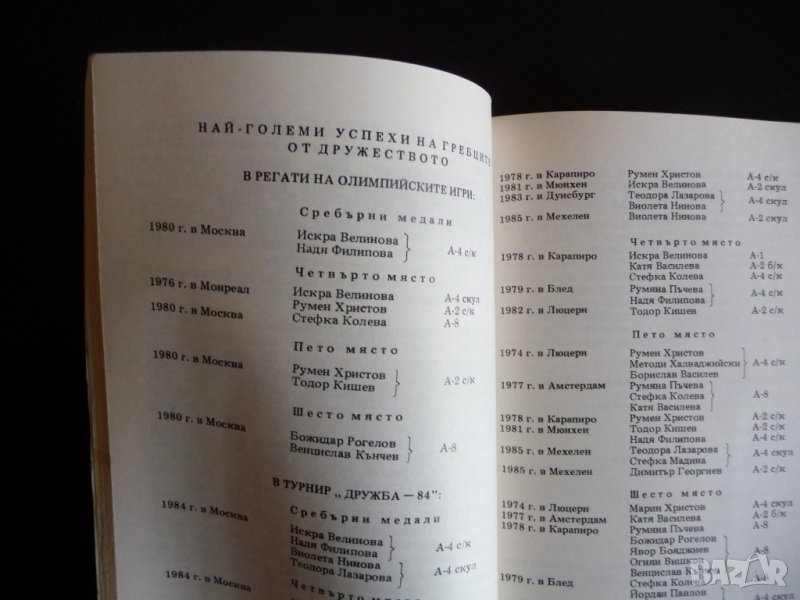 НАЙ-ГОЛЕМИ УСПЕХИ НА ГРЕБЦИТЕ
ОТ ДРУЖЕСТВОТО
В РЕГАТИ НА ОЛИМПИЙСКИТЕ ИГРИ:
Сребърни медали
1980 г. в Москва Искра Велинова
Надя Филипова А-4 с/к
Четвърто място
1976 г. в Монреал Искра Велинова А-4 скул
1980 г. в Москва Румен Христов А-2 с/к
Стефка Колева А-8
Пето място
1980 г. в Москва Румен Христов
Тодор Кишев А-2 с/к
Шесто място
1980 г. в Москва Божидар Рогелов
Венцислав Кънчев А-8
В ТУРНИР „ДРУЖБА — 84":
Сребърни медали
1984 г. в Москва Искра Велинова
Надя Филипова А-4 с/к
Виолета Нинова
Теодора Лазарова А-4 скул
Четвърто място
1984 г. в Москва
1978 г. в Карапиро Румен Христов А-4 с/к
1981 г. в Мюнхен Искра Велинова А-2 скул
1983 г. в Дуисбург Теодора Лазарова
Виолета Нинова А-4 скул
1985 г. в Мехелен Виолета Нинова А-2 скул
Четвърто място
1978 г. в Карапиро Искра Велинова А-1
Катя Василева А-2 б/к
Стефка Колева А-4 с/к
1979 г. в Блед Румяна Пъчева
Надя Филипова А-4 с/к
1982 г. в Люцерн Тодор Кишев А-2 с/к
Пето място
1974 г. в Люцерн Румен Христов
Методи Халваджийски А-4 с/к
Борислав Василев
1977 г. в Амстердам Румяна Пъчева
Стефка Колева А-8
Катя Василева
1978 г. в Карапиро Румен Христов А-2 с/к
1981 г. в Мюнхен Тодор Кишев А-2 с/к
Надя Филипова А-4 с/к
1985 г. в Мехелен Теодора Лазарова
Стефка Мадина А-4 скул
1985 г. в Мехелен Димитър Георгиев А-2 с/к
Шесто място
1974 г. в Люцерн Марин Христов А-4 скул
1977 г. в Амстердам Катя Василева А-2 б/к
1978 г. в Карапиро Румяна Пъчева А-8
Божидар Рогелов
Явор Бояджиев
Огнян Вишков А-8
Венцислав Кънчев
1979 г. в Блед Стефка Колева
Йордан Павлов
BAZAR